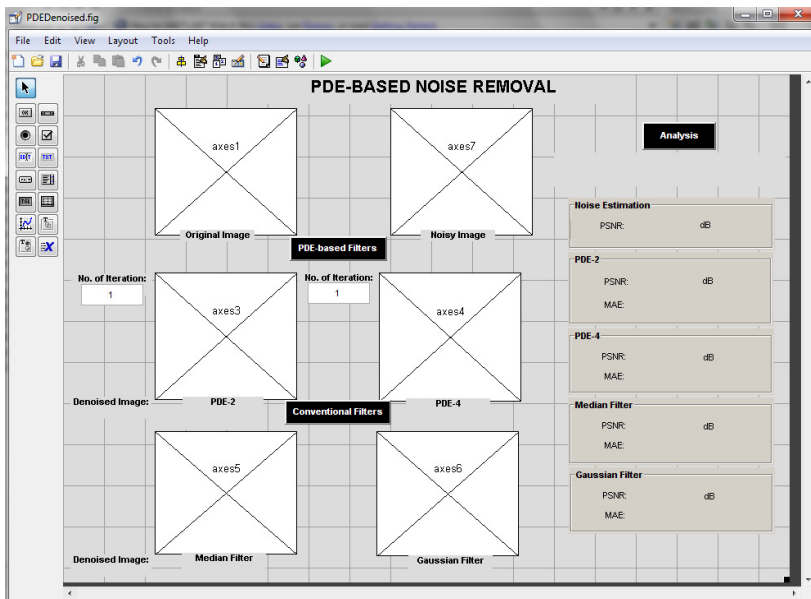 PDEDenoised.fig
File Edit View Layout Tools Help
PDE-BASED NOISE REMOVAL
axes1
axes7
Analysis
Original Image
Noisy Image
PDE-based Filters
Noise Estimation
PSNR: dB
No. of Iteration:
1
No. of Iteration:
1
axes3
axes4
PDE-2
PSNR: dB
MAE:
PDE-4
PSNR: dB
MAE:
Denoised Image:
PDE-2
PDE-4
Conventional Filters
Median Filter
PSNR: dB
MAE:
axes5
axes6
Gaussian Filter
PSNR: dB
MAE:
Denoised Image:
Median Filter
Gaussian Filter